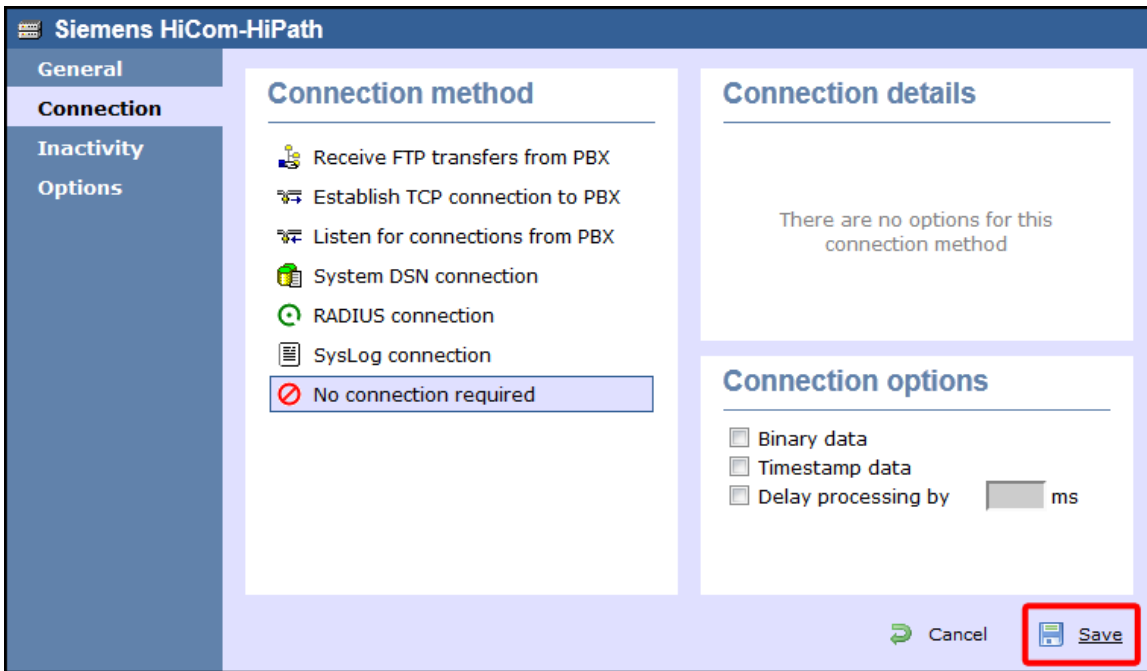 Siemens HiCom-HiPath
General
Connection
Inactivity
Options
Connection method
Receive FTP transfers from PBX
Establish TCP connection to PBX
Listen for connections from PBX
System DSN connection
RADIUS connection
SysLog connection
No connection required
Connection details
There are no options for this
connection method
Connection options
Binary data
Timestamp data
Delay processing by ms
Cancel
Save